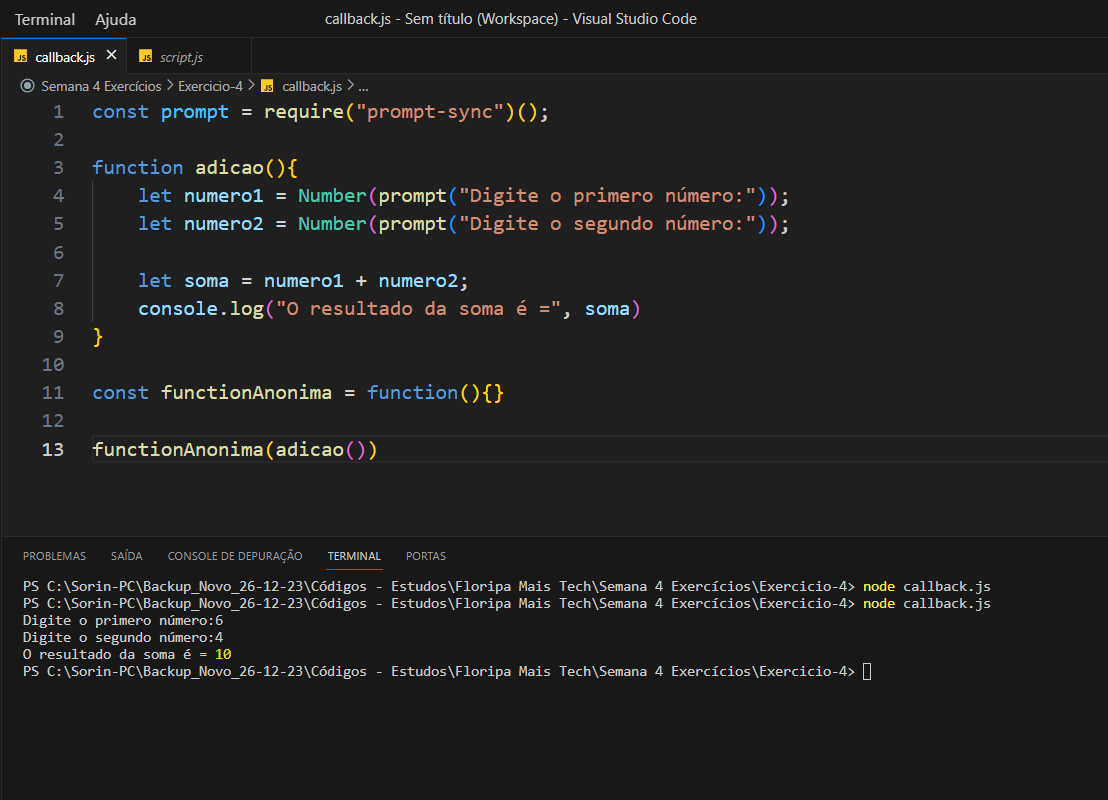 Terminal Ajuda callback.js - Sem título (Workspace) - Visual Studio Code
JS callback.js × JS script.js
Semana 4 Exercícios > Exercicio-4 > JS callback.js > ...
1 const prompt = require("prompt-sync")();
2
3 function adicao(){
4 let numero1 = Number(prompt("Digite o primero número:"));
5 let numero2 = Number(prompt("Digite o segundo número:"));
6
7 let soma = numero1 + numero2;
8 console.log("O resultado da soma é =", soma)
9 }
10
11 const functionAnonima = function(){}
12
13 functionAnonima(adicao())
PROBLEMAS SAÍDA CONSOLE DE DEPURAÇÃO TERMINAL PORTAS
PS C:\Sorin-PC\Backup_Novo_26-12-23\Códigos - Estudos\Floripa Mais Tech\Semana 4 Exercícios\Exercicio-4> node callback.js
PS C:\Sorin-PC\Backup_Novo_26-12-23\Códigos - Estudos\Floripa Mais Tech\Semana 4 Exercícios\Exercicio-4> node callback.js
Digite o primero número:6
Digite o segundo número:4
O resultado da soma é = 10
PS C:\Sorin-PC\Backup_Novo_26-12-23\Códigos - Estudos\Floripa Mais Tech\Semana 4 Exercícios\Exercicio-4>